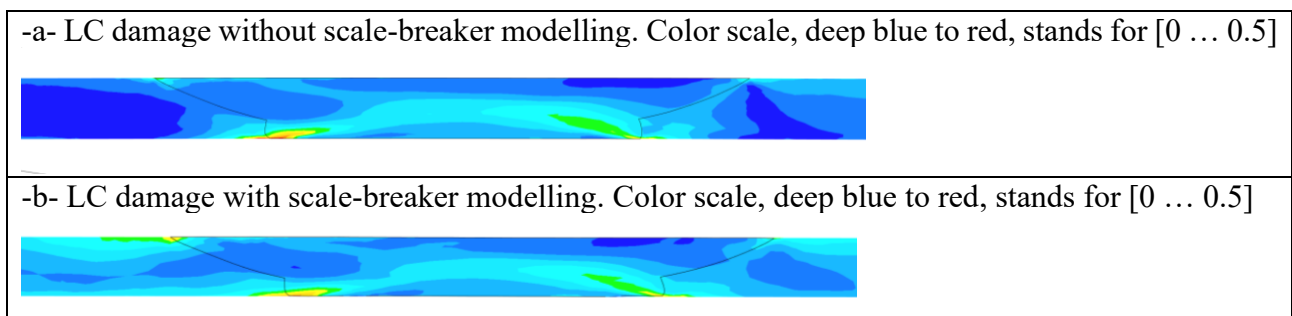 -a- LC damage without scale-breaker modelling. Color scale, deep blue to red, stands for [0 … 0.5]
-b- LC damage with scale-breaker modelling. Color scale, deep blue to red, stands for [0 … 0.5]